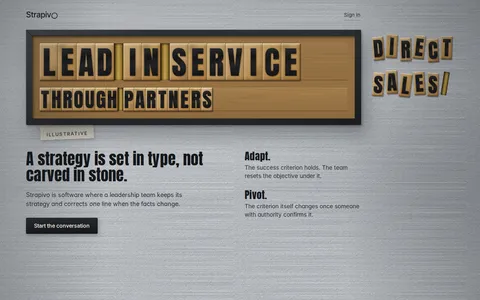 Strapivo
Sign in
LEAD IN SERVICE
THROUGH PARTNERS
DIRECT
SALES/
ILLUSTRATIVE
A strategy is set in type, not
carved in stone.
Strapivo is software where a leadership team keeps its
strategy and corrects one line when the facts change.
Start the conversation
Adapt.
The success criterion holds. The team
resets the objective under it.
Pivot.
The criterion itself changes once someone
with authority confirms it.